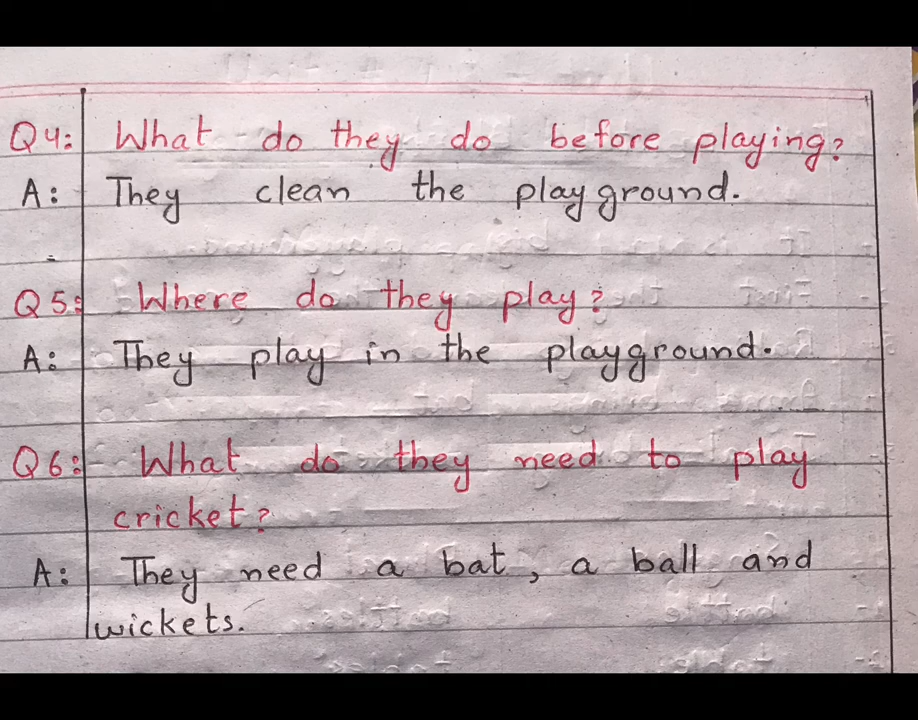 Q4: What do they do before playing?
A: They clean the playground.
Q5: Where do they play?
A: They play in the playground.
Q6: What do they need to play
cricket?
A: They need a bat, a ball and
wickets.